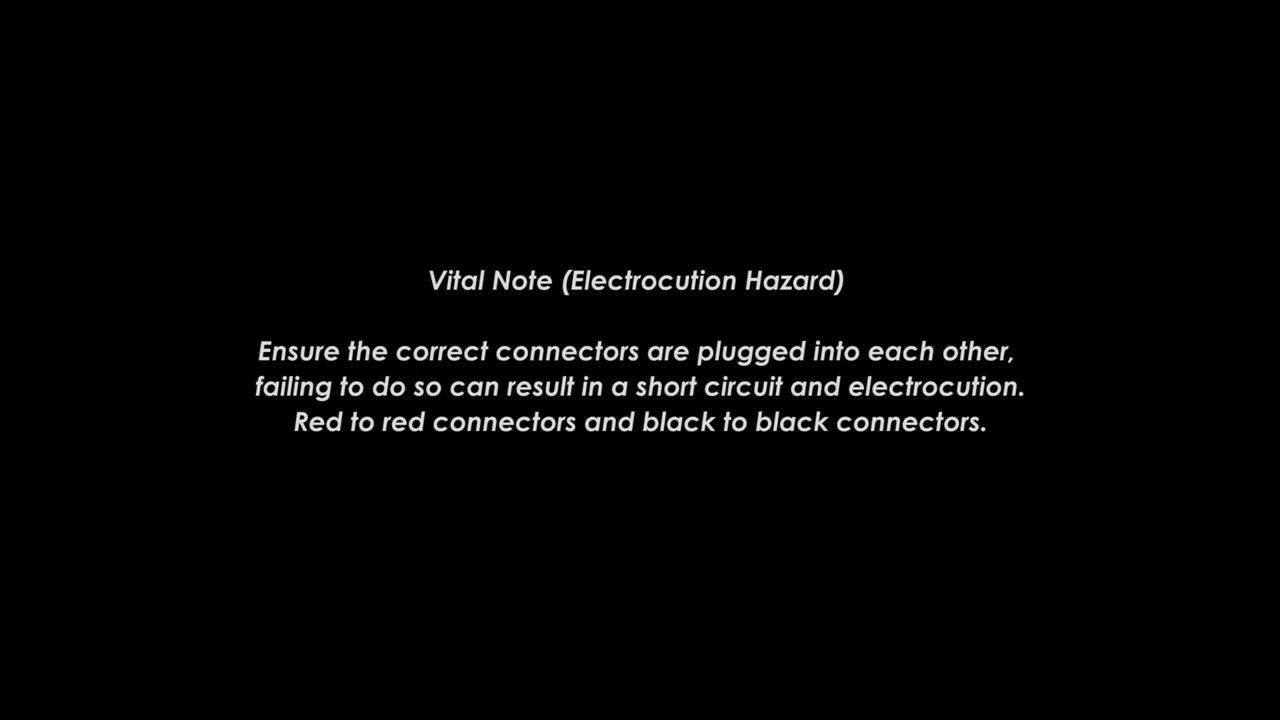 Vital Note (Electrocution Hazard)
Ensure the correct connectors are plugged into each other,
failing to do so can result in a short circuit and electrocution.
Red to red connectors and black to black connectors.